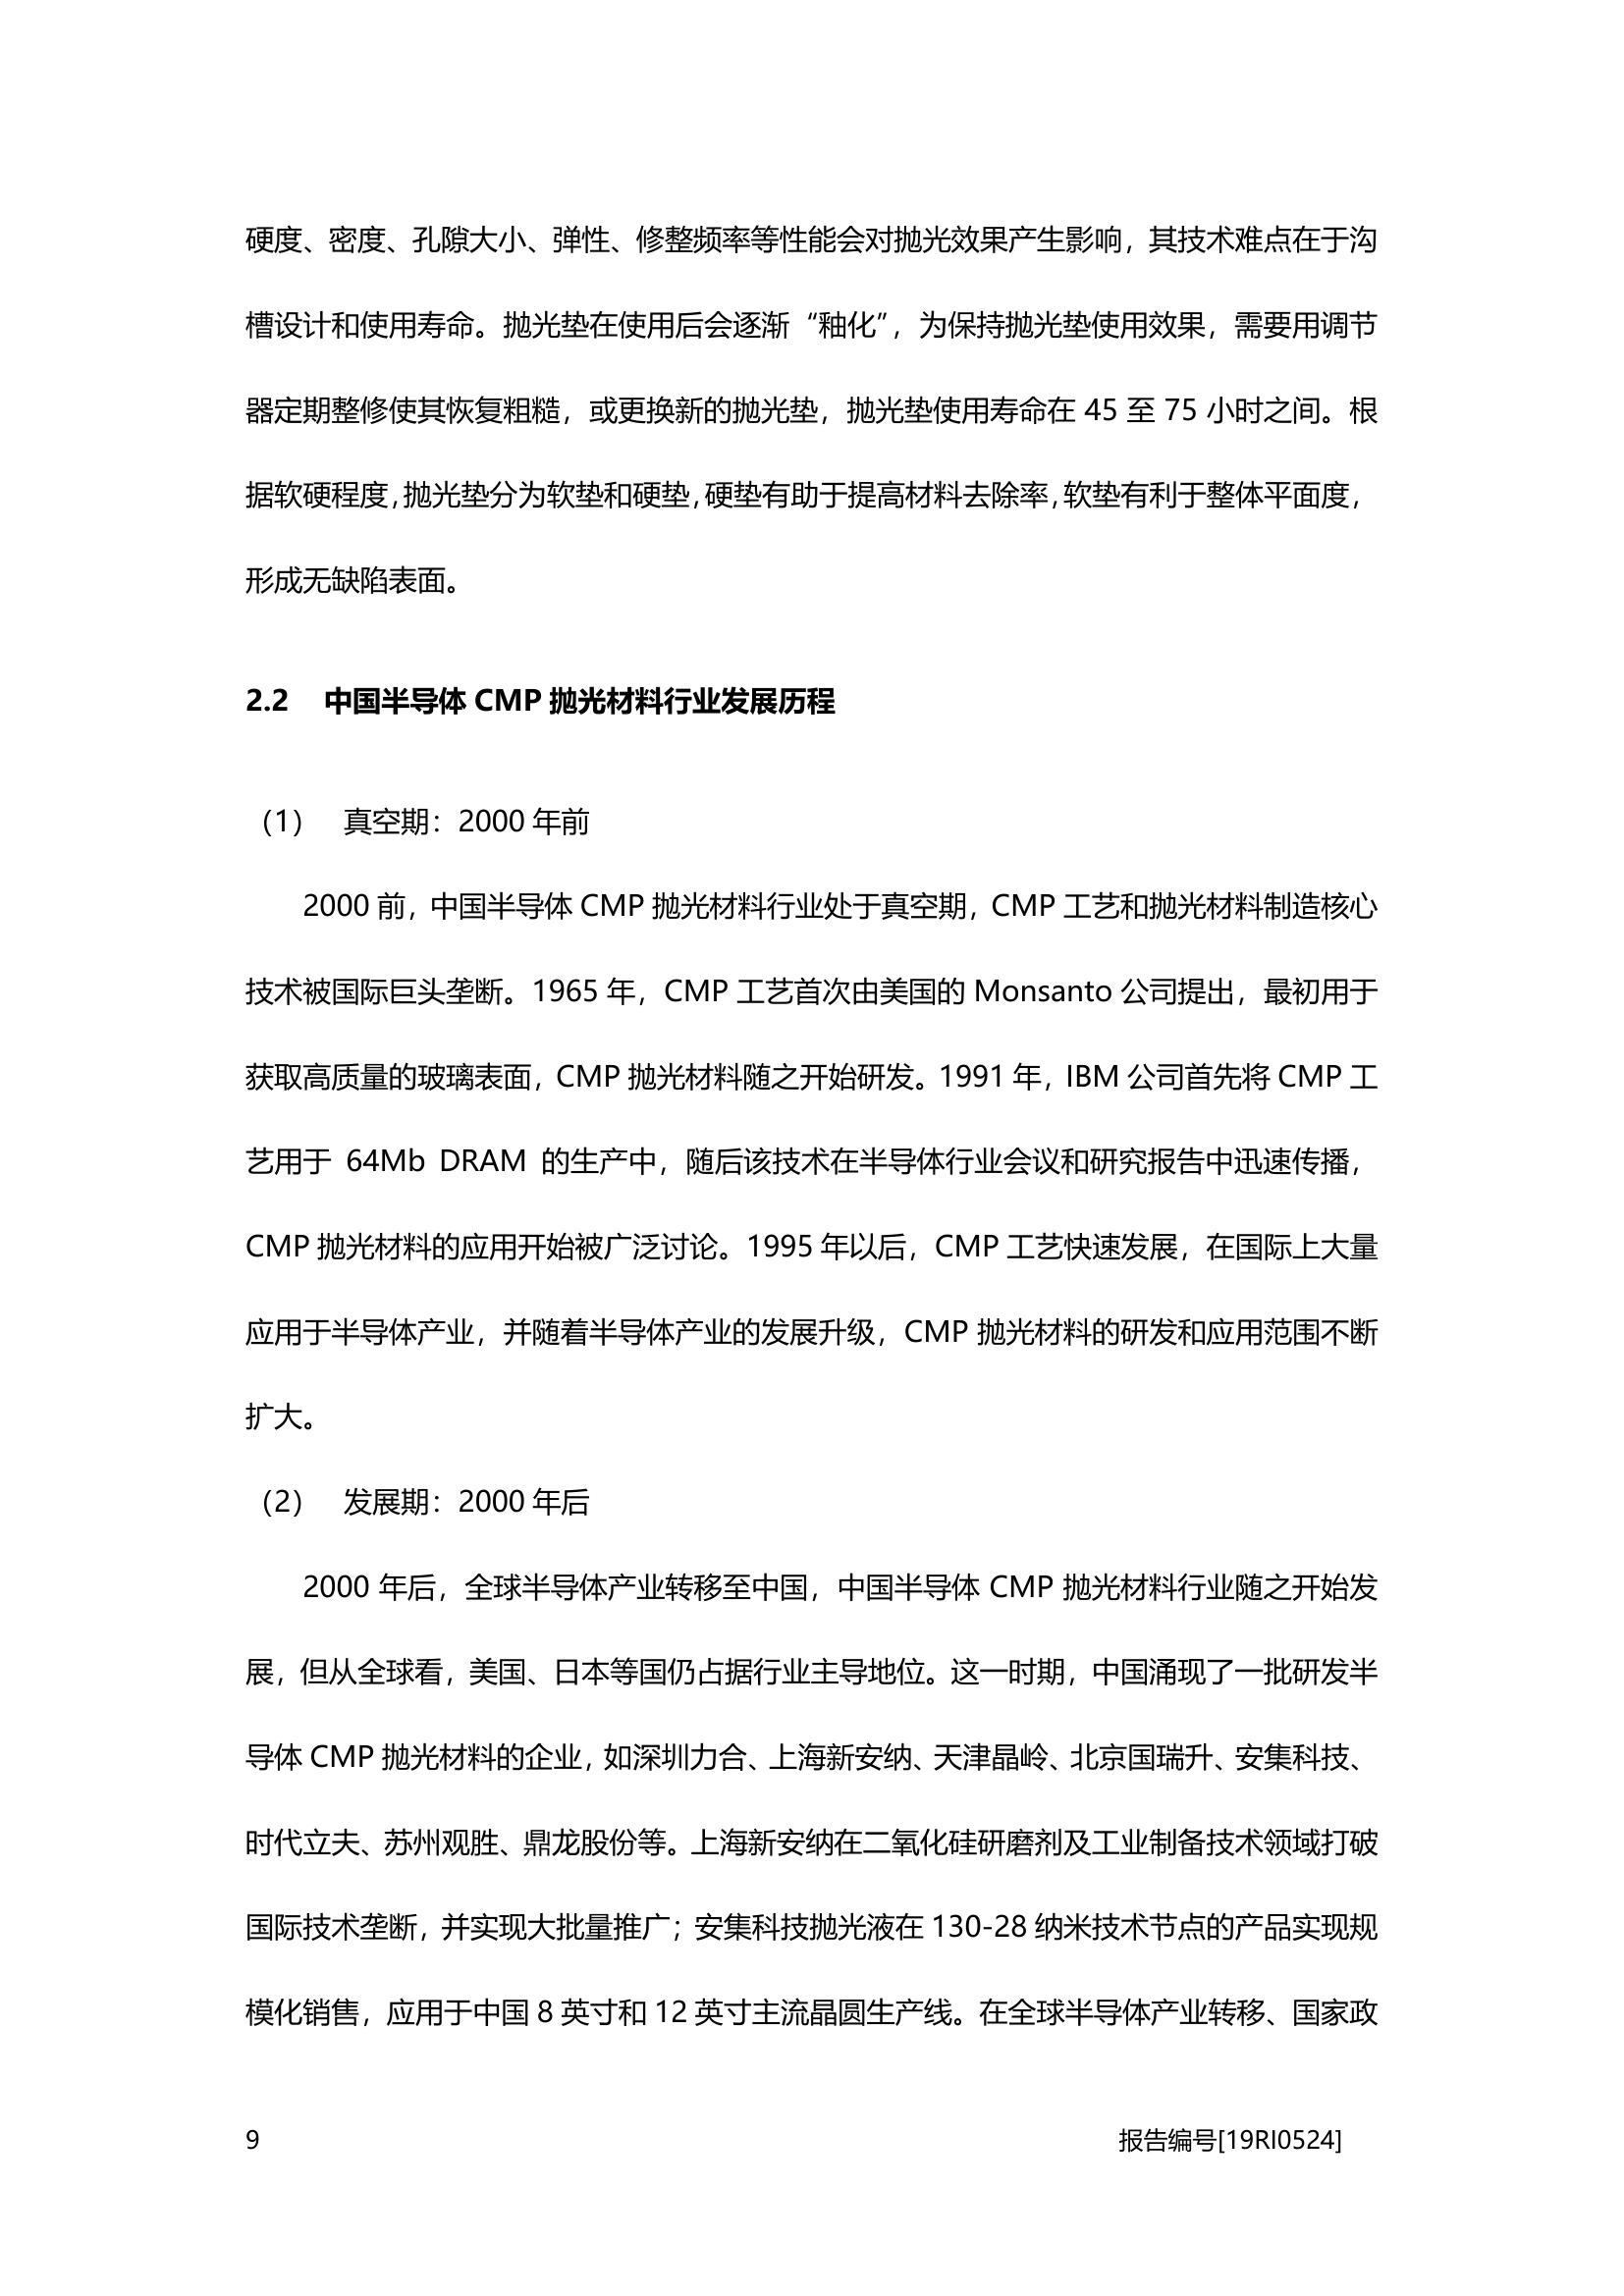 硬度、密度、孔隙大小、弹性、修整频率等性能会对抛光效果产生影响，其技术难点在于沟
槽设计和使用寿命。抛光垫在使用后会逐渐“釉化”，为保持抛光垫使用效果，需要用调节
器定期整修使其恢复粗糙，或更换新的抛光垫，抛光垫使用寿命在 45 至 75 小时之间。根
据软硬程度，抛光垫分为软垫和硬垫，硬垫有助于提高材料去除率，软垫有利于整体平面度，
形成无缺陷表面。
2.2 中国半导体 CMP 抛光材料行业发展历程
（1） 真空期：2000 年前
2000 前，中国半导体 CMP 抛光材料行业处于真空期，CMP 工艺和抛光材料制造核心
技术被国际巨头垄断。1965 年，CMP 工艺首次由美国的 Monsanto 公司提出，最初用于
获取高质量的玻璃表面，CMP 抛光材料随之开始研发。1991 年，IBM 公司首先将 CMP 工
艺用于 64Mb DRAM 的生产中，随后该技术在半导体行业会议和研究报告中迅速传播，
CMP 抛光材料的应用开始被广泛讨论。1995 年以后，CMP 工艺快速发展，在国际上大量
应用于半导体产业，并随着半导体产业的发展升级，CMP 抛光材料的研发和应用范围不断
扩大。
（2） 发展期：2000 年后
2000 年后，全球半导体产业转移至中国，中国半导体 CMP 抛光材料行业随之开始发
展，但从全球看，美国、日本等国仍占据行业主导地位。这一时期，中国涌现了一批研发半
导体 CMP 抛光材料的企业，如深圳力合、上海新安纳、天津晶岭、北京国瑞升、安集科技、
时代立夫、苏州观胜、鼎龙股份等。上海新安纳在二氧化硅研磨剂及工业制备技术领域打破
国际技术垄断，并实现大批量推广；安集科技抛光液在 130-28 纳米技术节点的产品实现规
模化销售，应用于中国 8 英寸和 12 英寸主流晶圆生产线。在全球半导体产业转移、国家政
9 报告编号[19RI0524]